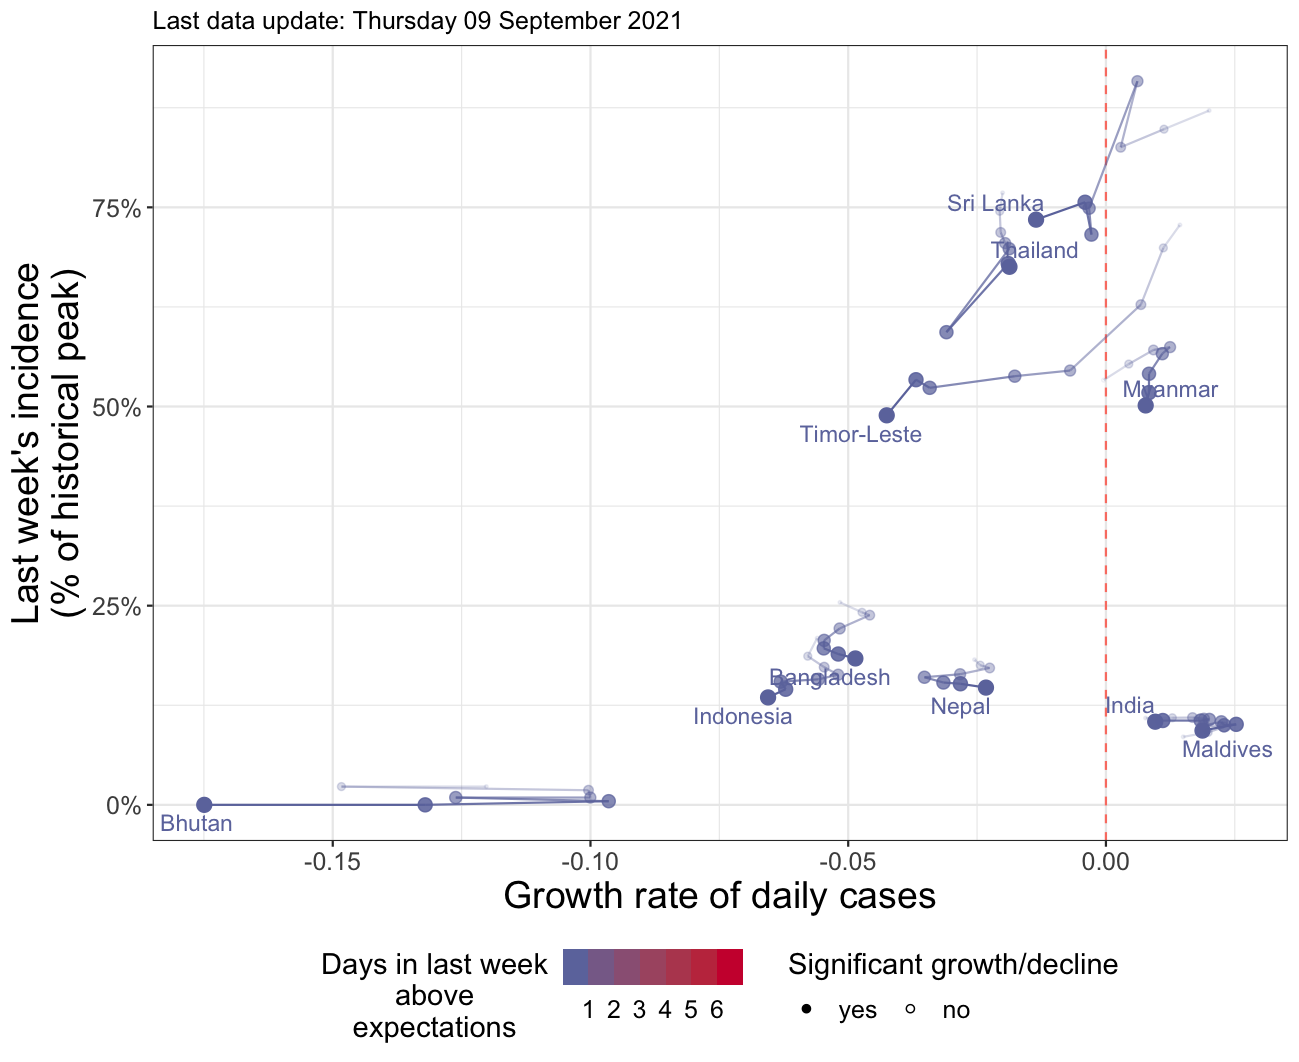 Last data update: Thursday 09 September 2021
Last week's incidence
(% of historical peak)
75%
50%
25%
0%
Sri Lanka
Thailand
Myanmar
Timor-Leste
Bangladesh
Indonesia
Nepal
India
Maldives
Bhutan
-0.15 -0.10 -0.05 0.00
Growth rate of daily cases
Days in last week
above
expectations
1 2 3 4 5 6
Significant growth/decline
yes no